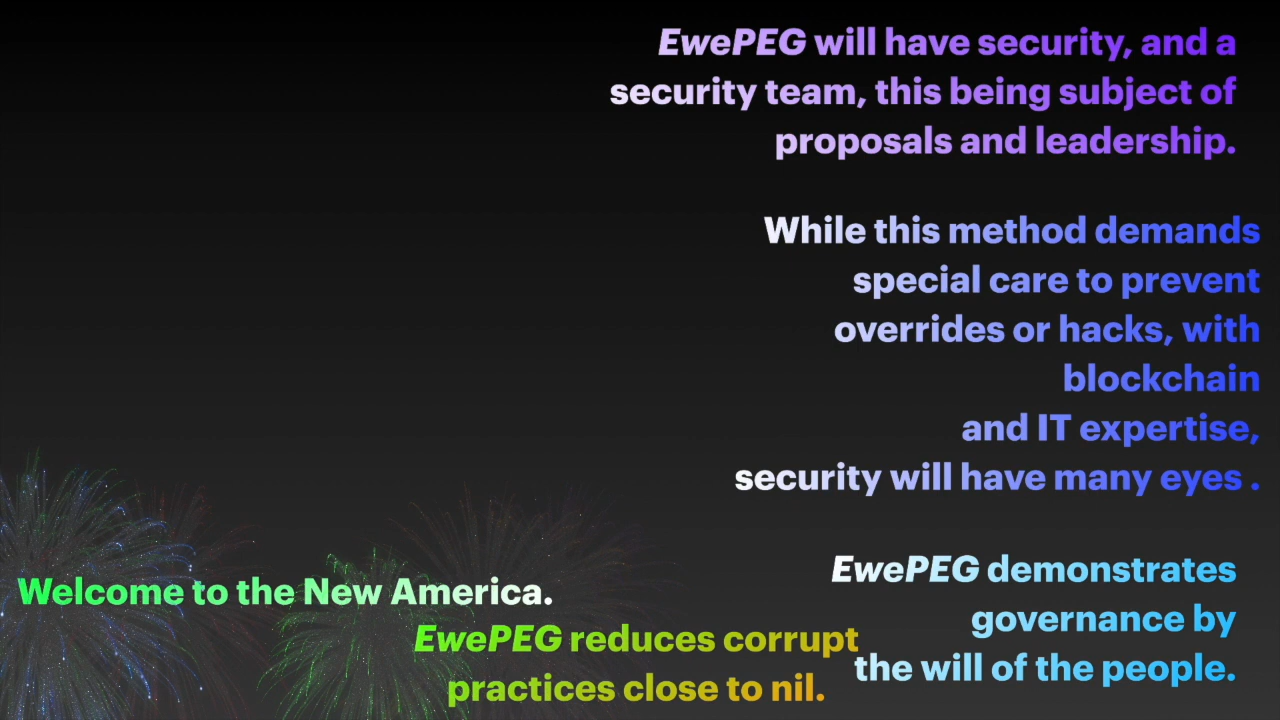 EwePEG will have security, and a
security team, this being subject of
proposals and leadership.
While this method demands
special care to prevent
overrides or hacks, with
blockchain
and IT expertise,
security will have many eyes .
EwePEG demonstrates
governance by
the will of the people.
Welcome to the New America.
EwePEG reduces corrupt
practices close to nil.